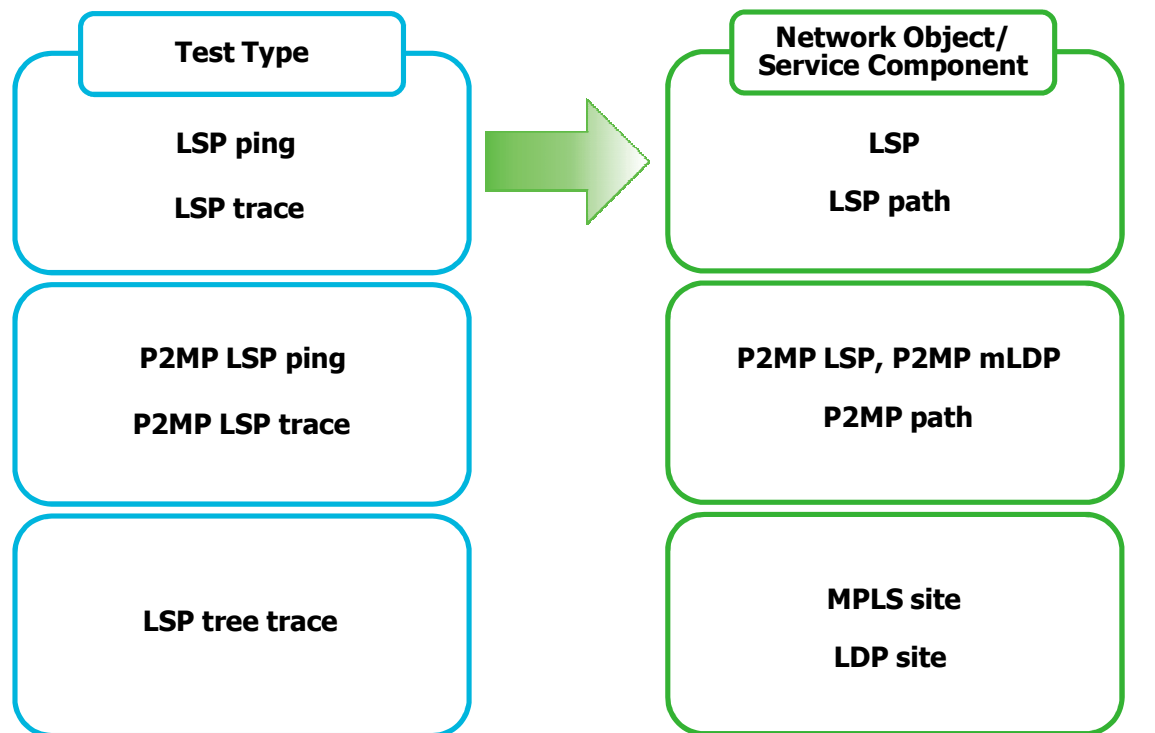 Test Type
LSP ping
LSP trace
Network Object/
Service Component
LSP
LSP path
P2MP LSP ping
P2MP LSP trace
P2MP LSP, P2MP mLDP
P2MP path
LSP tree trace
MPLS site
LDP site